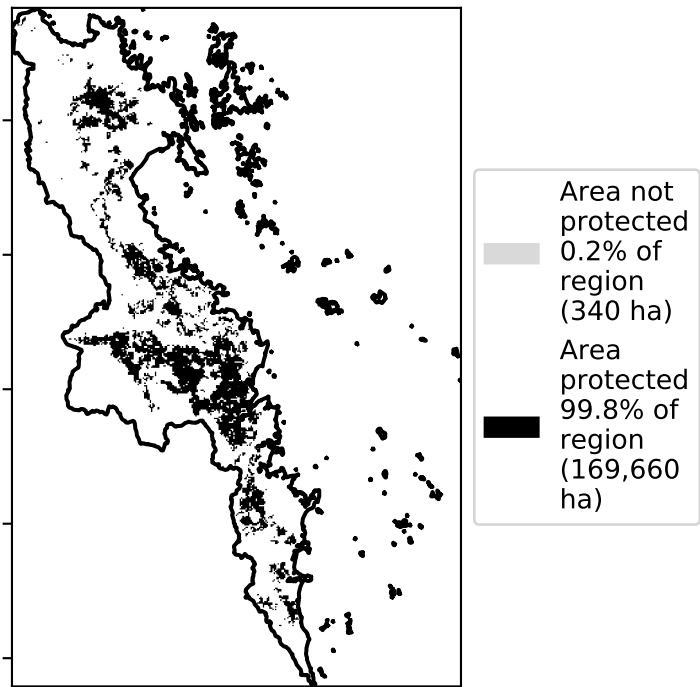 Area not
protected
0.2% of
region
(340 ha)
Area
protected
99.8% of
region
(169,660
ha)